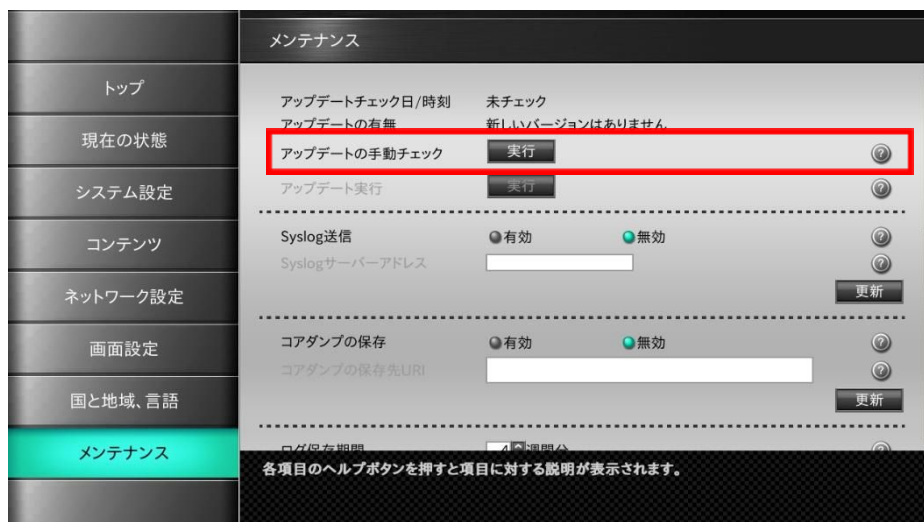 メンテナンス
トップ
現在の状態
システム設定
コンテンツ
ネットワーク設定
画面設定
国と地域、言語
メンテナンス
アップデートチェック日/時刻 未チェック
アップデートの有無 新しいバージョンはありません
アップデートの手動チェック 実行
アップデート実行 実行
Syslog送信 有効 無効
Syslogサーバーアドレス
更新
コアダンプの保存 有効 無効
コアダンプの保存先URI
更新
ログ保存期間 4 週間分
各項目のヘルプボタンを押すと項目に対する説明が表示されます。